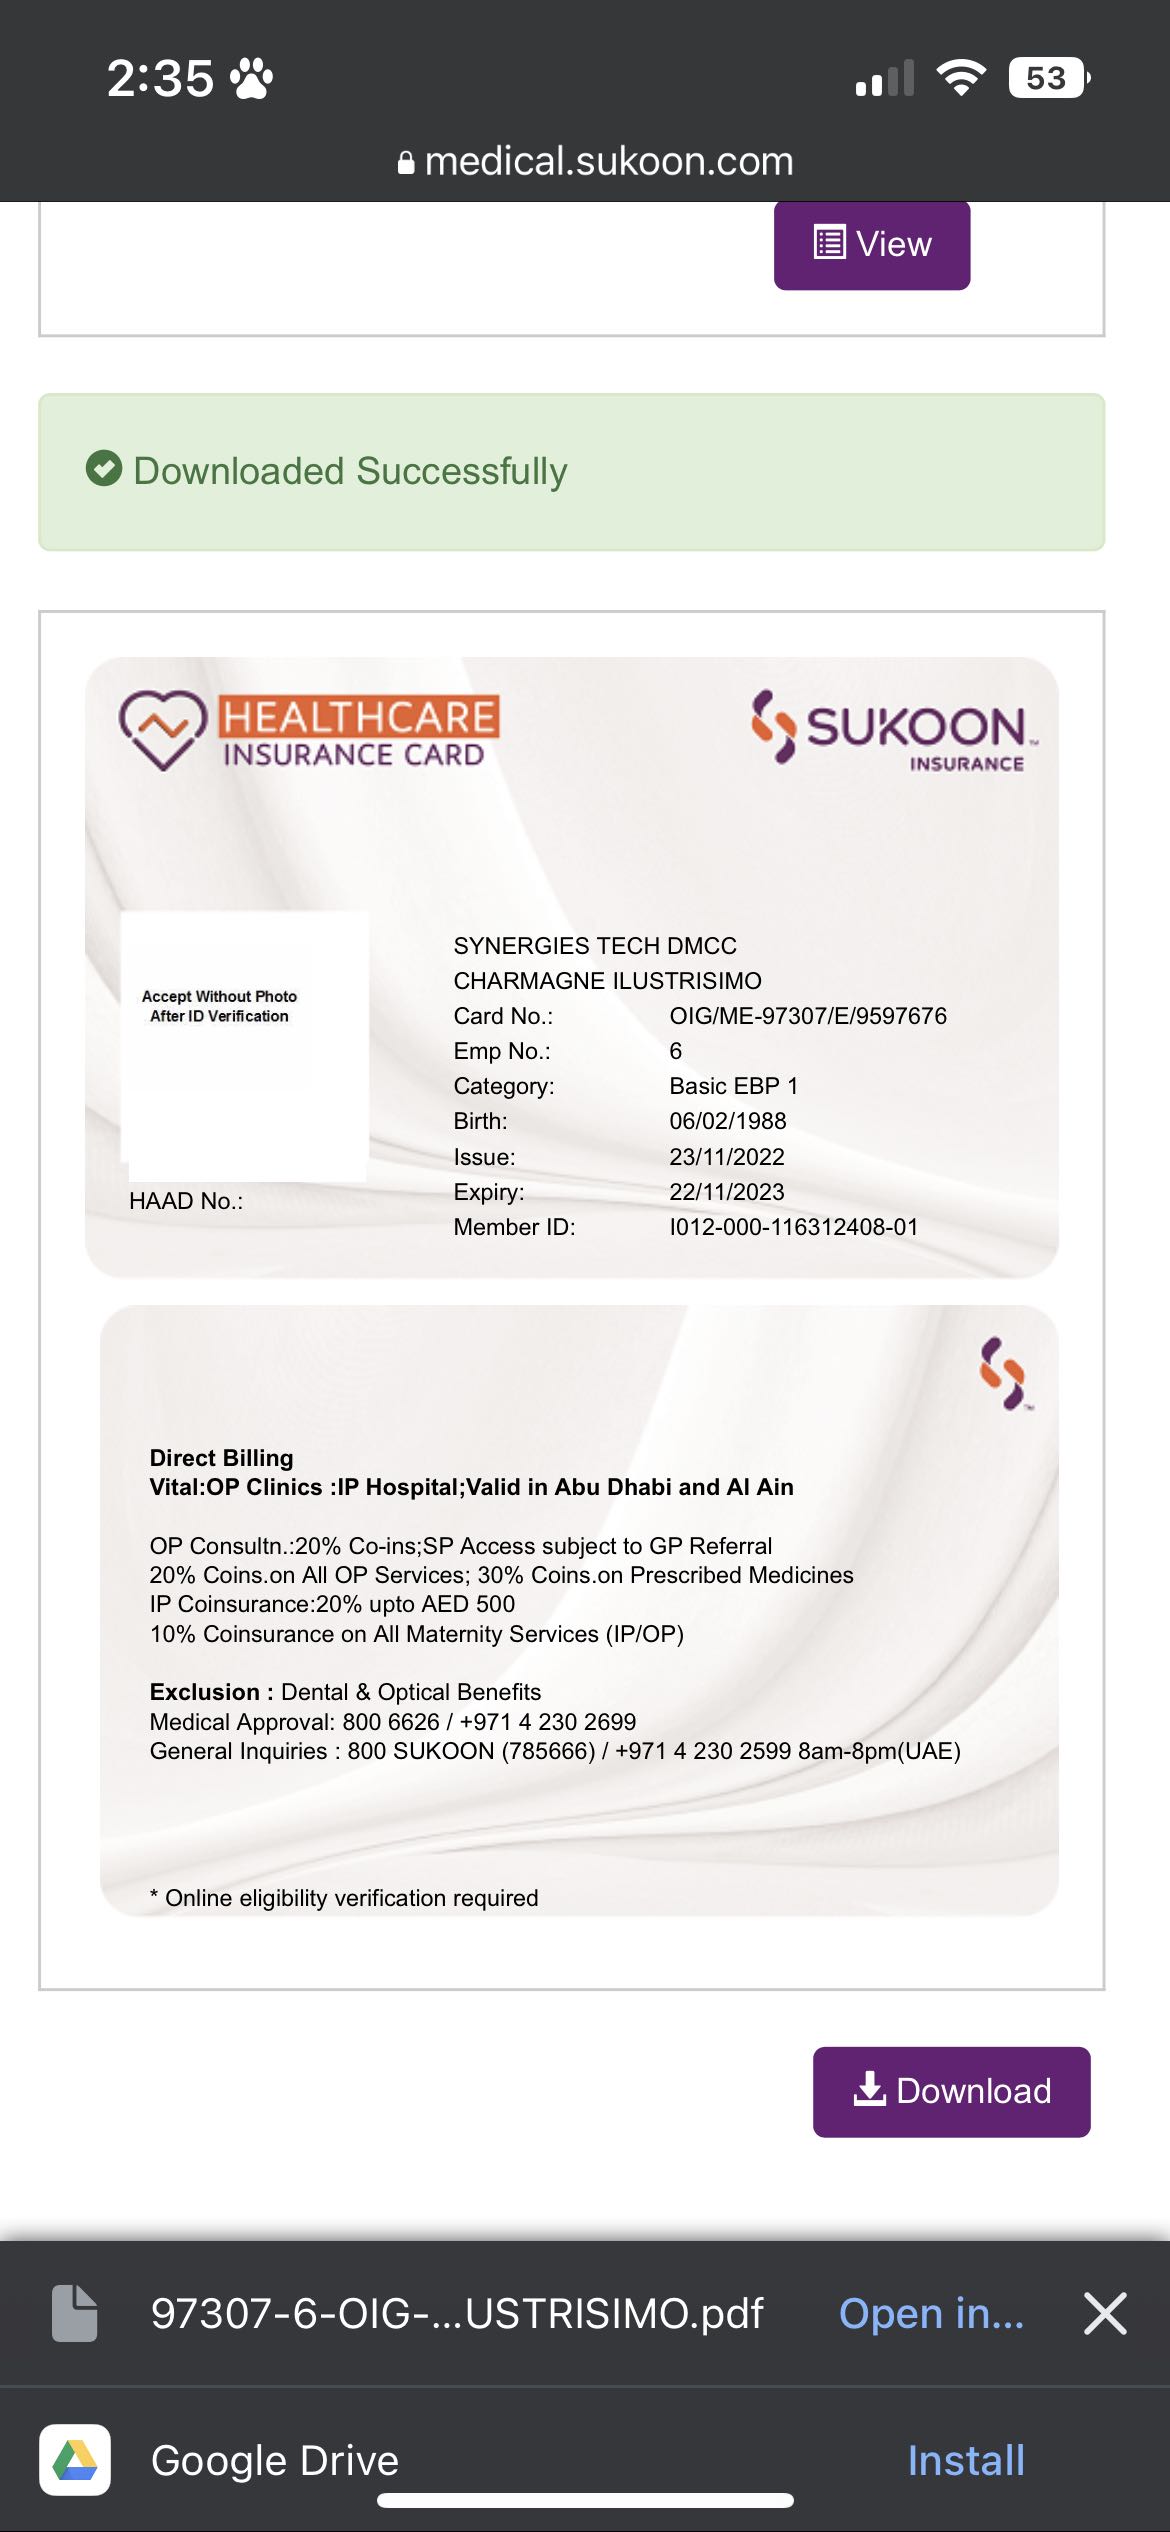 2:35
53
medical.sukoon.com
View
Downloaded Successfully
HEALTHCARE
INSURANCE CARD
SUKOON™
INSURANCE
Accept Without Photo
After ID Verification
HAAD No.:
SYNERGIES TECH DMCC
CHARMAGNE ILUSTRISIMO
Card No.: OIG/ME-97307/E/9597676
Emp No.: 6
Category: Basic EBP 1
Birth: 06/02/1988
Issue: 23/11/2022
Expiry: 22/11/2023
Member ID: I012-000-116312408-01
Direct Billing
Vital:OP Clinics :IP Hospital;Valid in Abu Dhabi and Al Ain
OP Consultn.:20% Co-ins;SP Access subject to GP Referral
20% Coins.on All OP Services; 30% Coins.on Prescribed Medicines
IP Coinsurance:20% upto AED 500
10% Coinsurance on All Maternity Services (IP/OP)
Exclusion : Dental & Optical Benefits
Medical Approval: 800 6626 / +971 4 230 2699
General Inquiries : 800 SUKOON (785666) / +971 4 230 2599 8am-8pm(UAE)
* Online eligibility verification required
Download
97307-6-OIG-...USTRISIMO.pdf
Open in...
Google Drive
Install